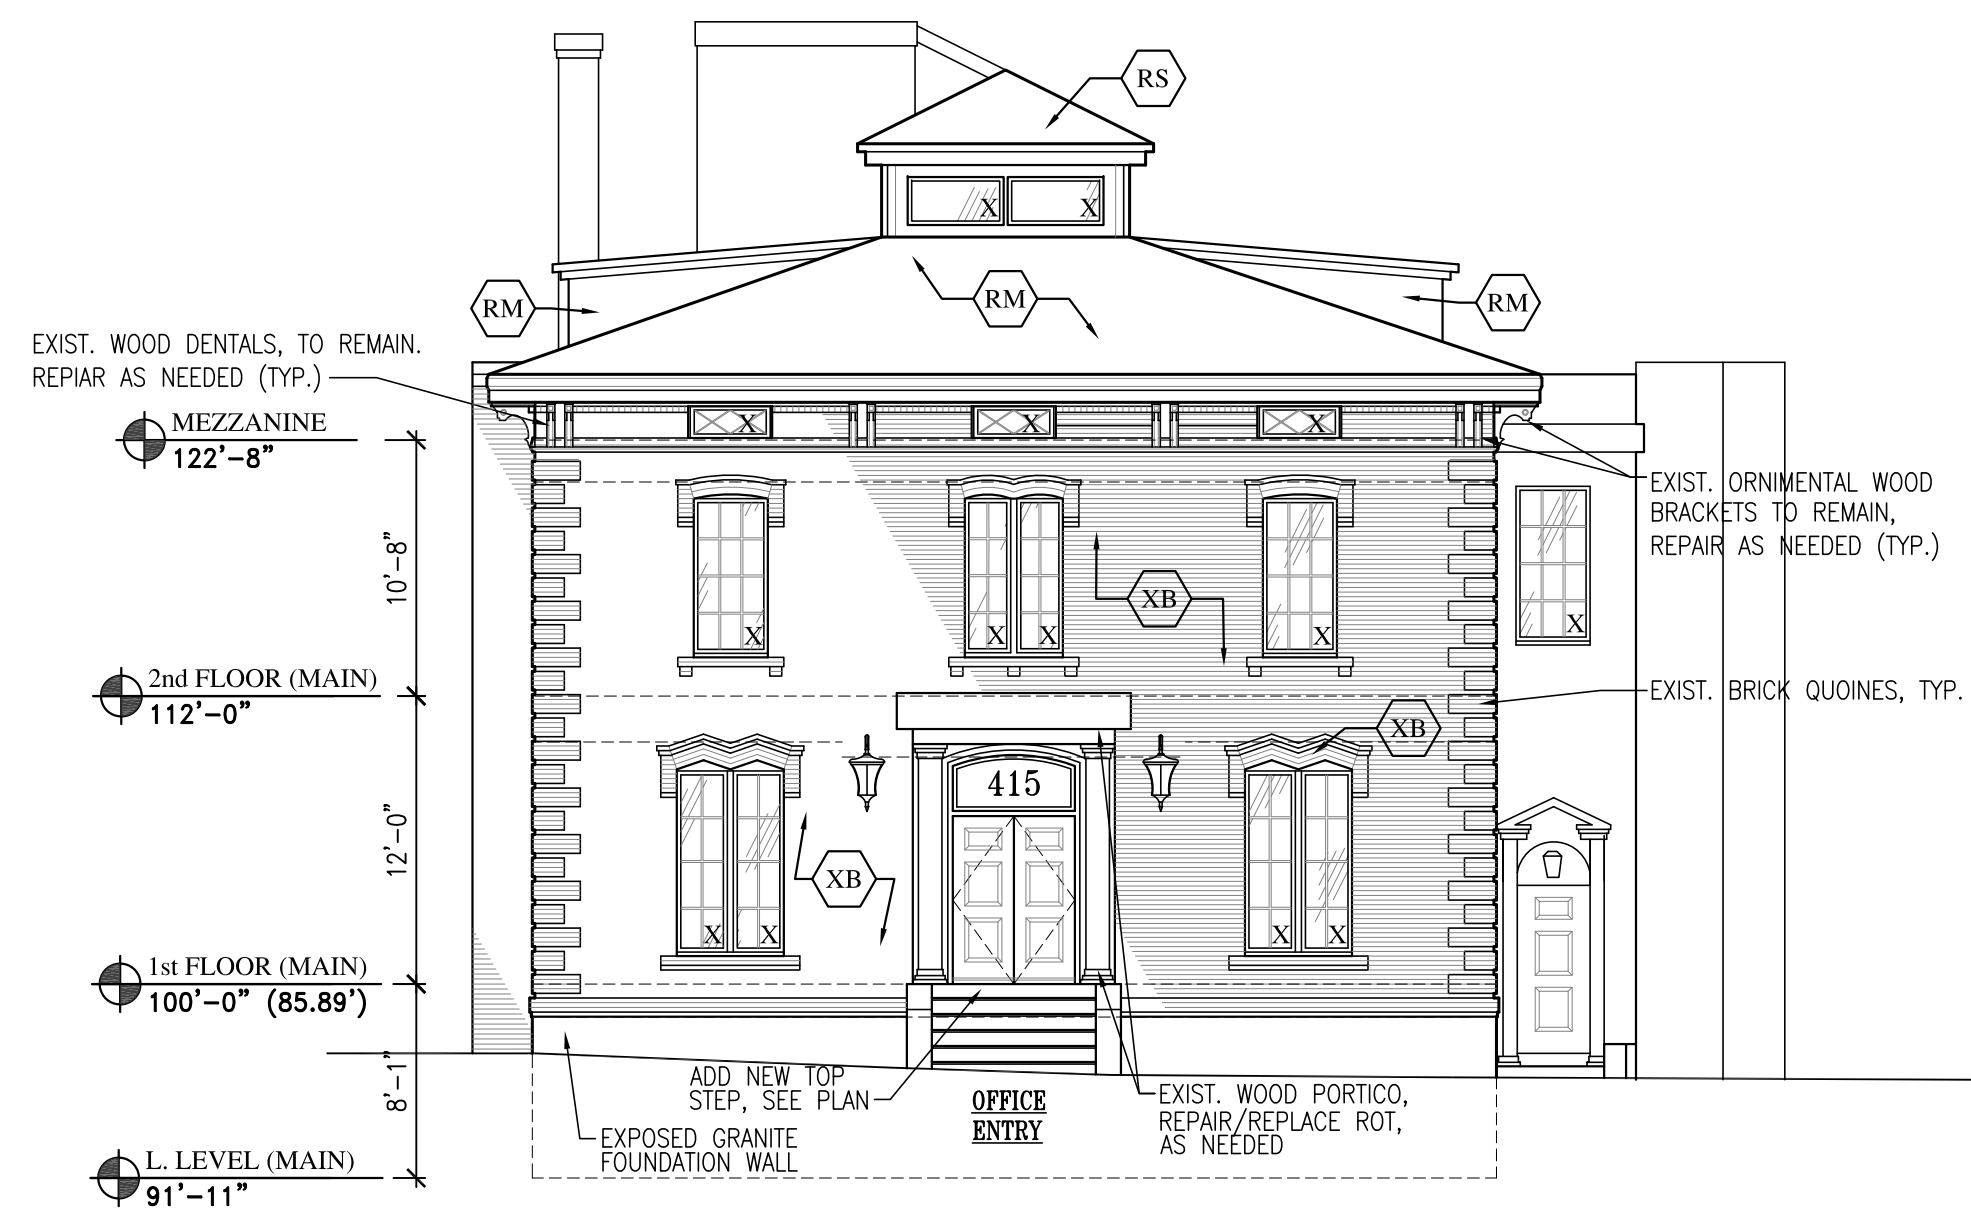 RS
X X
RM
RM
RM
EXIST. WOOD DENTALS, TO REMAIN.
REPIAR AS NEEDED (TYP.)
MEZZANINE
122'-8"
X X X
EXIST. ORNIMENTAL WOOD
BRACKETS TO REMAIN,
REPAIR AS NEEDED (TYP.)
10'-8"
XB
X X X X X
2nd FLOOR (MAIN)
112'-0"
EXIST. BRICK QUOINES, TYP.
XB
415
12'-0"
XB
X X X X
1st FLOOR (MAIN)
100'-0" (85.89')
8'-1"
ADD NEW TOP
STEP, SEE PLAN
OFFICE
ENTRY
EXIST. WOOD PORTICO,
REPAIR/REPLACE ROT,
AS NEEDED
EXPOSED GRANITE
FOUNDATION WALL
L. LEVEL (MAIN)
91'-11"